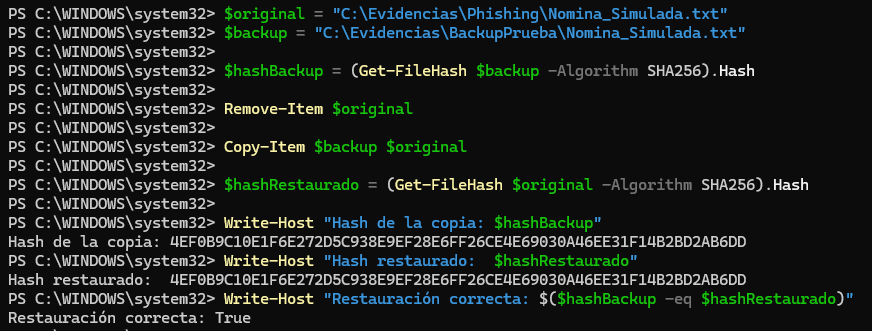 PS C:\WINDOWS\system32> $original = "C:\Evidencias\Phishing\Nomina_Simulada.txt"
PS C:\WINDOWS\system32> $backup = "C:\Evidencias\BackupPrueba\Nomina_Simulada.txt"
PS C:\WINDOWS\system32>
PS C:\WINDOWS\system32> $hashBackup = (Get-FileHash $backup -Algorithm SHA256).Hash
PS C:\WINDOWS\system32>
PS C:\WINDOWS\system32> Remove-Item $original
PS C:\WINDOWS\system32>
PS C:\WINDOWS\system32> Copy-Item $backup $original
PS C:\WINDOWS\system32>
PS C:\WINDOWS\system32> $hashRestaurado = (Get-FileHash $original -Algorithm SHA256).Hash
PS C:\WINDOWS\system32>
PS C:\WINDOWS\system32> Write-Host "Hash de la copia: $hashBackup"
Hash de la copia: 4EF0B9C10E1F6E272D5C938E9EF28E6FF26CE4E69030A46EE31F14B2BD2AB6DD
PS C:\WINDOWS\system32> Write-Host "Hash restaurado:  $hashRestaurado"
Hash restaurado:  4EF0B9C10E1F6E272D5C938E9EF28E6FF26CE4E69030A46EE31F14B2BD2AB6DD
PS C:\WINDOWS\system32> Write-Host "Restauración correcta: $($hashBackup -eq $hashRestaurado)"
Restauración correcta: True